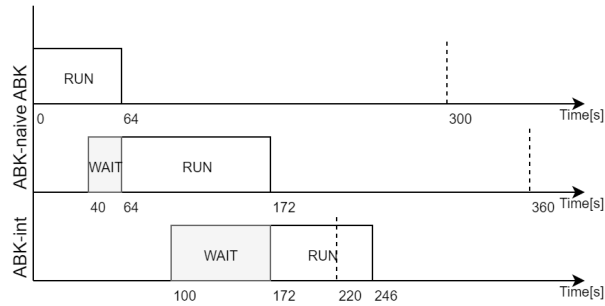 ABK
RUN
0 64 300 Time[s]
ABK-naive
WAIT RUN
40 64 172 360 Time[s]
ABK-int
WAIT RUN
100 172 220 246 Time[s]